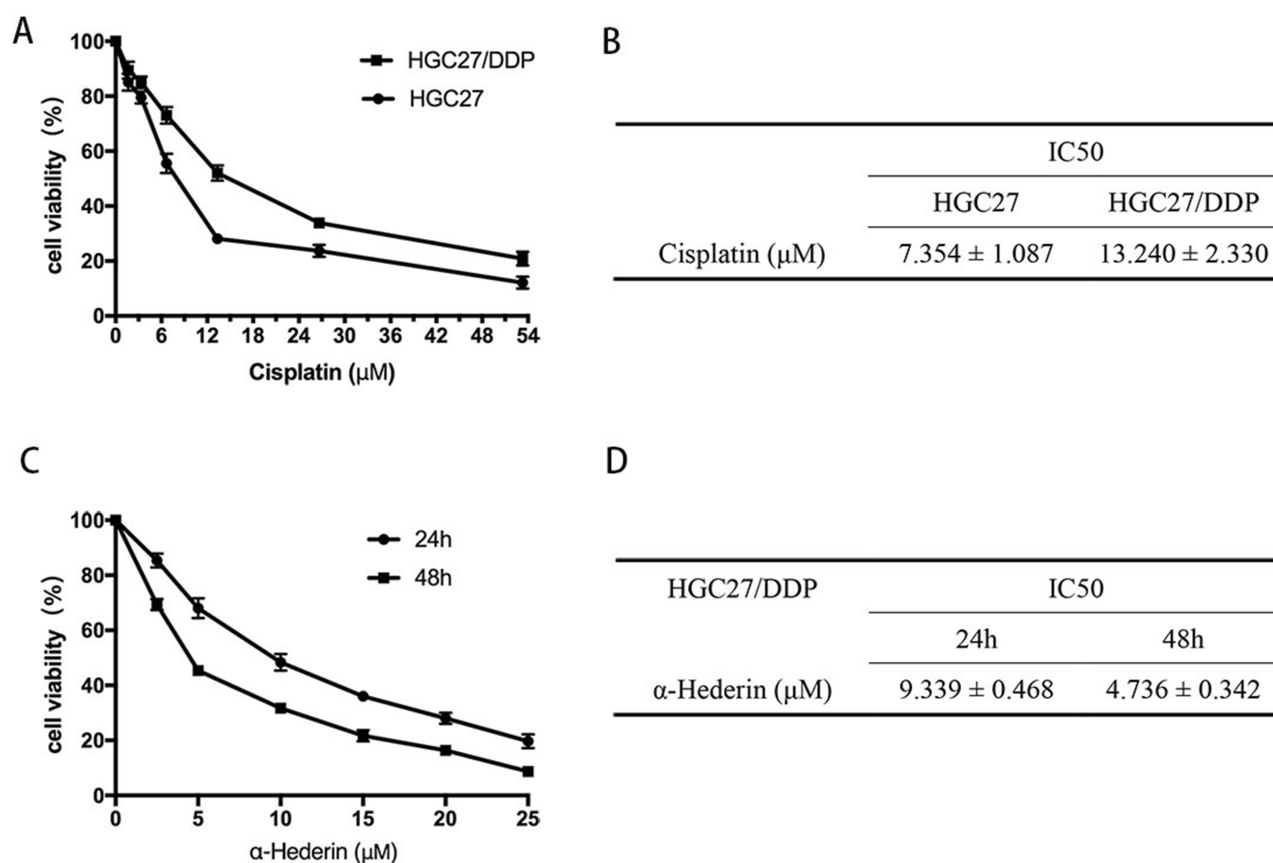 A
100
80
60
40
20
0
cell viability (%)
HGC27/DDP
HGC27
0 6 12 18 24 30 36 42 48 54
Cisplatin (μM)
B
IC50
HGC27 HGC27/DDP
Cisplatin (μM) 7.354 ± 1.087 13.240 ± 2.330
C
100
80
60
40
20
0
cell viability (%)
24h
48h
0 5 10 15 20 25
α-Hederin (μM)
D
HGC27/DDP IC50
24h 48h
α-Hederin (μM) 9.339 ± 0.468 4.736 ± 0.342